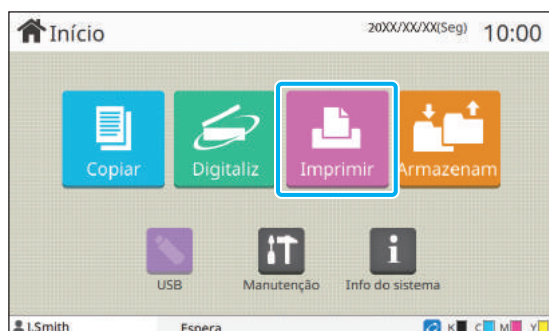 Início 20XX/XX/XX(Seg) 10:00
Copiar Digitaliz Imprimir Armazenam
USB Manutenção Info do sistema
J.Smith Espera K C M Y